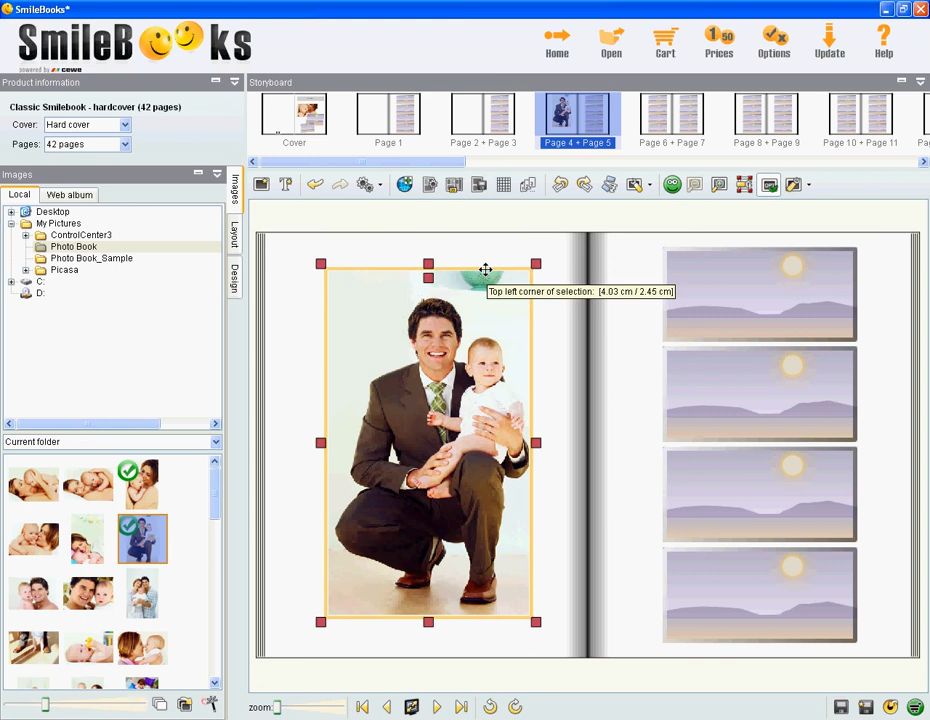 SmileBooks*
SmileB ks
powered by cewe
Home
Open
Cart
1 50
Prices
Options
Update
Help
Product information
Classic Smilebook - hardcover (42 pages)
Cover: Hard cover
Pages: 42 pages
Images
Local
Web album
Desktop
My Pictures
ControlCenter3
Photo Book
Photo Book_Sample
Picasa
C:
D:
Current folder
Images
Layout
Design
Storyboard
Cover
Page 1
Page 2 + Page 3
Page 4 + Page 5
Page 6 + Page 7
Page 8 + Page 9
Page 10 + Page 11
Pa
Top left corner of selection: [4.03 cm / 2.45 cm]
zoom: